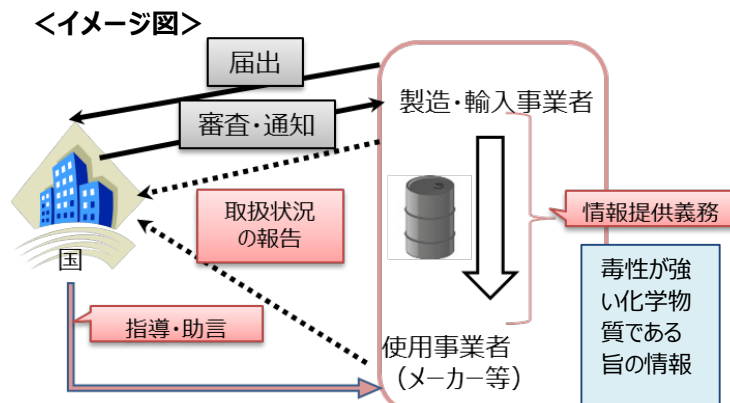 ＜イメージ図＞
届出
審査・通知
製造・輸入事業者
取扱状況
の報告
情報提供義務
国
毒性が強
い化学物
質である
旨の情報
指導・助言
使用事業者
（メーカー等）